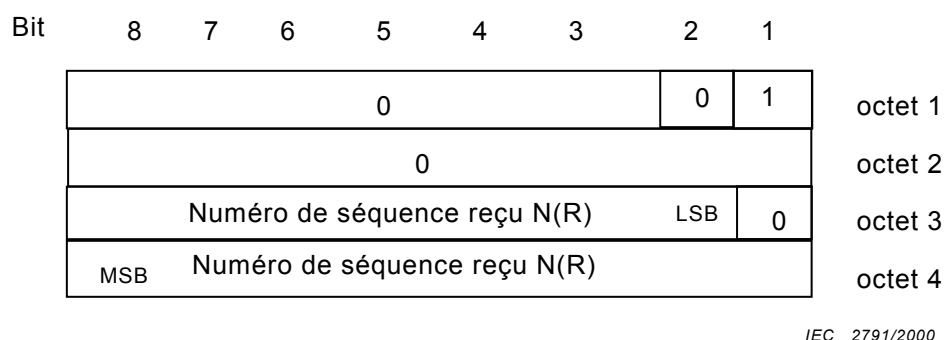 Bit 8 7 6 5 4 3 2 1
0 0 1 octet 1
0 octet 2
Numéro de séquence reçu N(R) LSB 0 octet 3
MSB Numéro de séquence reçu N(R) octet 4
IEC 2791/2000